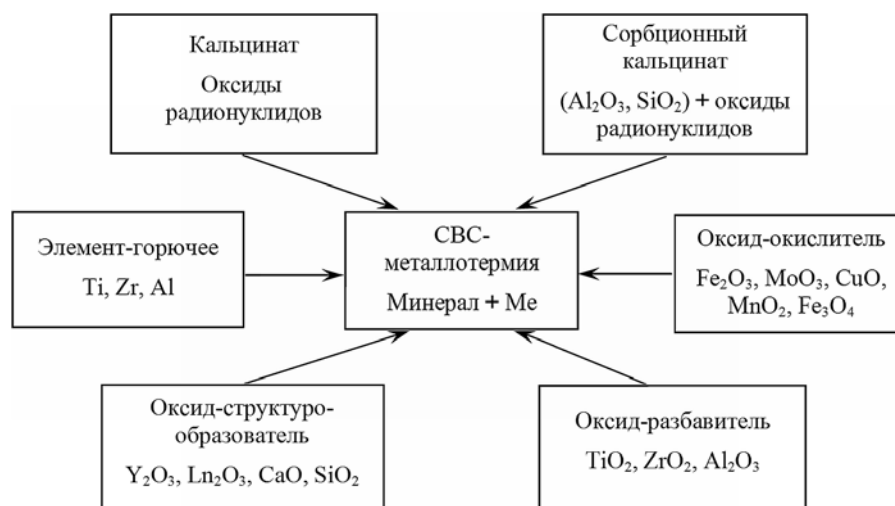 Кальцинат
Оксиды
радионуклидов
Сорбционный
кальцинат
(Al₂O₃, SiO₂) + оксиды
радионуклидов
Элемент-горючее
Ti, Zr, Al
СВС-
металлотермия
Минерал + Me
Оксид-окислитель
Fe₂O₃, MoO₃, CuO,
MnO₂, Fe₃O₄
Оксид-структуро-
образователь
Y₂O₃, Ln₂O₃, CaO, SiO₂
Оксид-разбавитель
TiO₂, ZrO₂, Al₂O₃